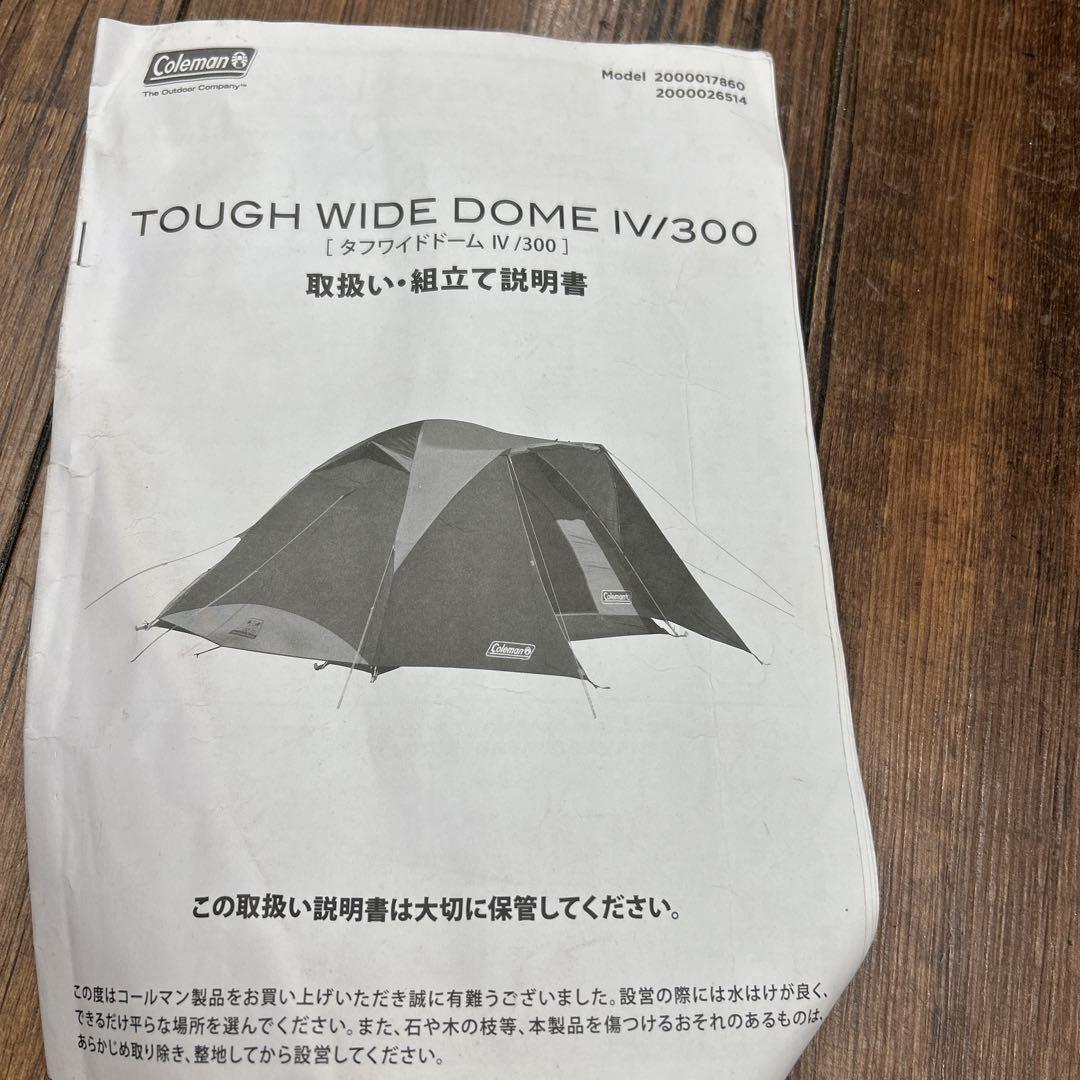 Coleman
The Outdoor Company™
Model 2000017860
2000026514
TOUGH WIDE DOME IV/300
[ タフワイドドーム IV /300 ]
取扱い・組立て説明書
Coleman
Coleman
この取扱い説明書は大切に保管してください。
この度はコールマン製品をお買い上げいただき誠に有難うございました。設営の際には水はけが良く、
できるだけ平らな場所を選んでください。また、石や木の枝等、本製品を傷つけるおそれのあるものは、
あらかじめ取り除き、整地してから設営してください。